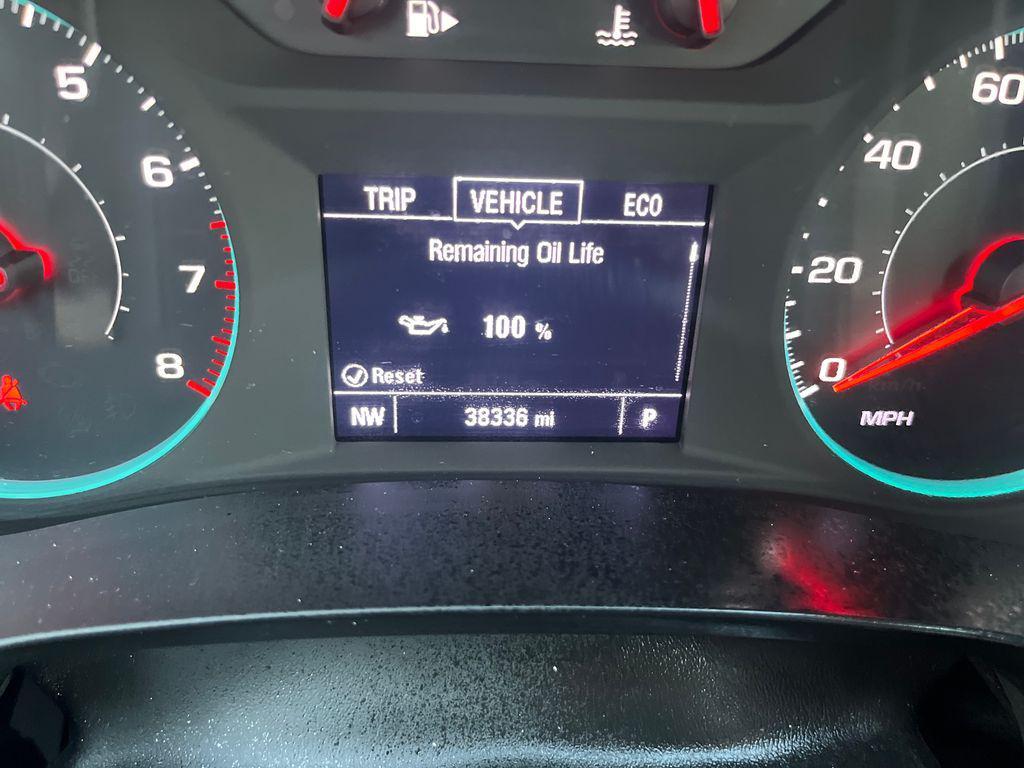 5
6
7
8
TRIP VEHICLE ECO
Remaining Oil Life
100 %
Reset
NW 38336 mi P
60
40
20
0
km/h
MPH